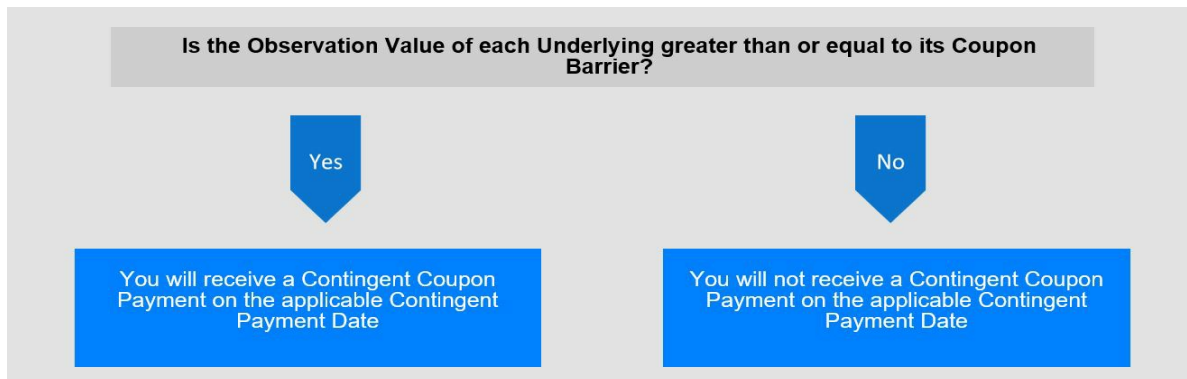 Is the Observation Value of each Underlying greater than or equal to its Coupon
Barrier?
Yes
No
You will receive a Contingent Coupon
Payment on the applicable Contingent
Payment Date
You will not receive a Contingent Coupon
Payment on the applicable Contingent
Payment Date